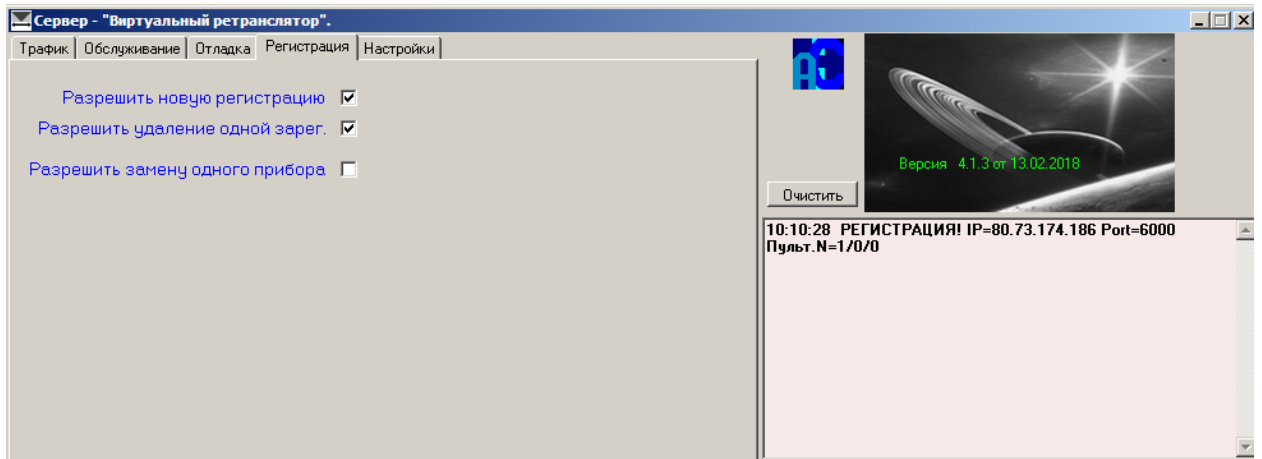 Сервер - "Виртуальный ретранслятор".
Трафик Обслуживание Отладка Регистрация Настройки
Разрешить новую регистрацию
Разрешить удаление одной зарег.
Разрешить замену одного прибора
АС
Версия 4.1.3 от 13.02.2018
Очистить
10:10:28 РЕГИСТРАЦИЯ! IP=80.73.174.186 Port=6000
Пульт.N=1/0/0